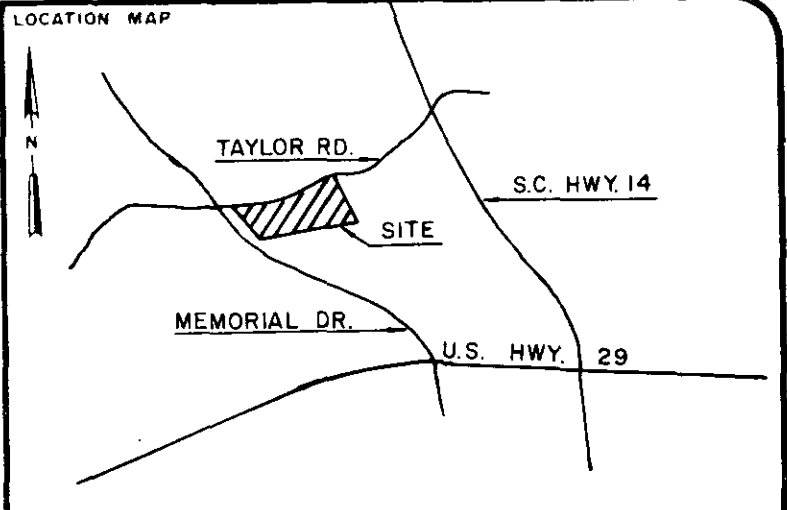 LOCATION MAP
N
TAYLOR RD.
S.C. HWY. 14
SITE
MEMORIAL DR.
U.S. HWY. 29